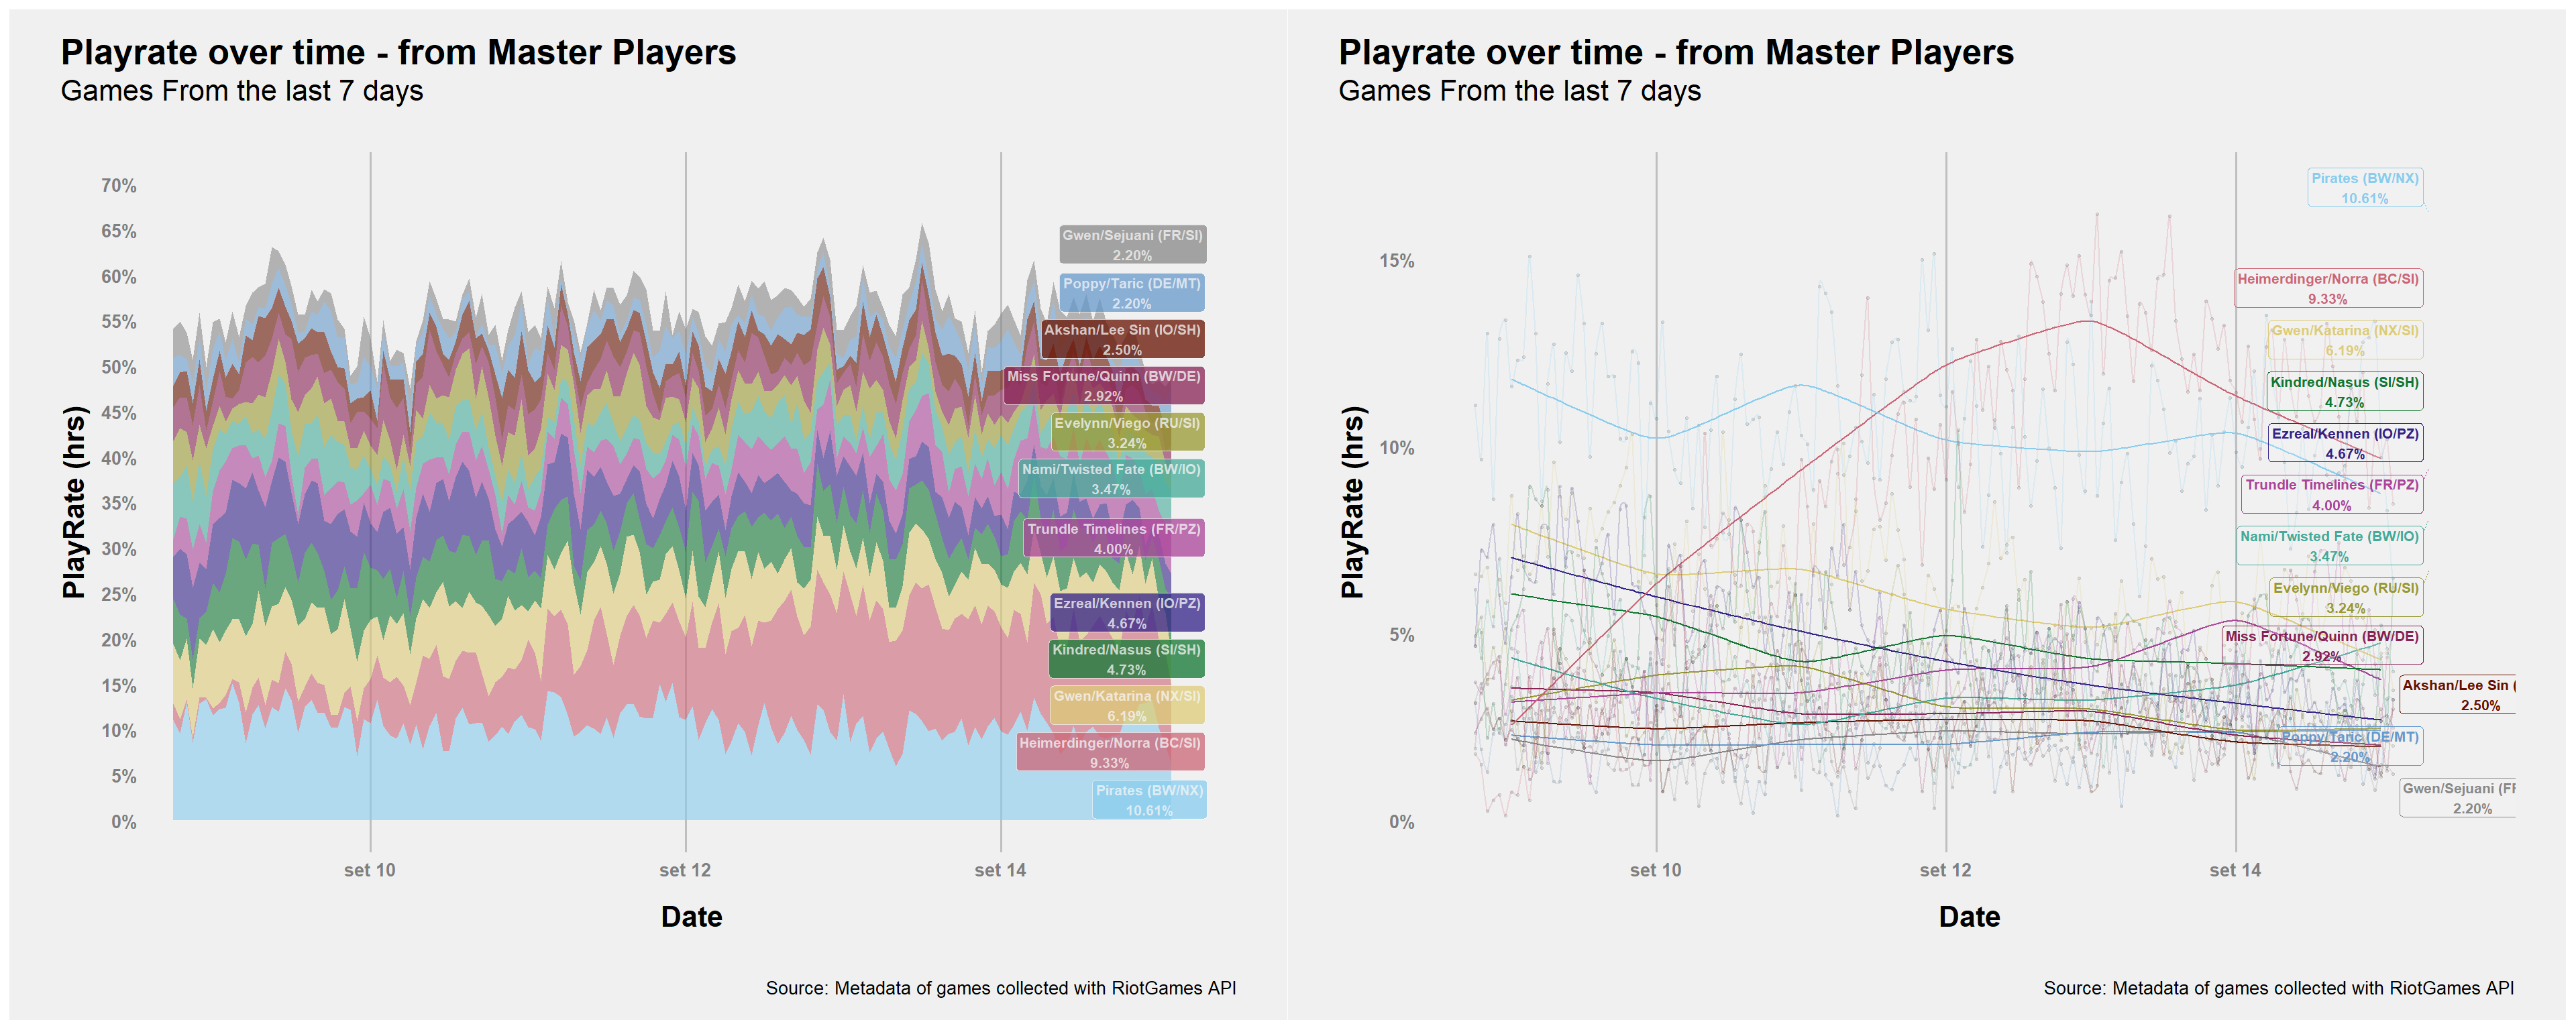 Playrate over time - from Master Players
Games From the last 7 days
PlayRate (hrs)
70%
65%
60%
55%
50%
45%
40%
35%
30%
25%
20%
15%
10%
5%
0%
Gwen/Sejuani (FR/SI)
2.20%
Poppy/Taric (DE/MT)
2.20%
Akshan/Lee Sin (IO/SH)
2.50%
Miss Fortune/Quinn (BW/DE)
2.92%
Evelynn/Viego (RU/SI)
3.24%
Nami/Twisted Fate (BW/IO)
3.47%
Trundle Timelines (FR/PZ)
4.00%
Ezreal/Kennen (IO/PZ)
4.67%
Kindred/Nasus (SI/SH)
4.73%
Gwen/Katarina (NX/SI)
6.19%
Heimerdinger/Norra (BC/SI)
9.33%
Pirates (BW/NX)
10.61%
set 10
set 12
set 14
Date
Source: Metadata of games collected with RiotGames API
Playrate over time - from Master Players
Games From the last 7 days
PlayRate (hrs)
15%
10%
5%
0%
Pirates (BW/NX)
10.61%
Heimerdinger/Norra (BC/SI)
9.33%
Gwen/Katarina (NX/SI)
6.19%
Kindred/Nasus (SI/SH)
4.73%
Ezreal/Kennen (IO/PZ)
4.67%
Trundle Timelines (FR/PZ)
4.00%
Nami/Twisted Fate (BW/IO)
3.47%
Evelynn/Viego (RU/SI)
3.24%
Miss Fortune/Quinn (BW/DE)
2.92%
Akshan/Lee Sin (
2.50%
Poppy/Taric (DE/MT)
2.20%
Gwen/Sejuani (FR
2.20%
set 10
set 12
set 14
Date
Source: Metadata of games collected with RiotGames API